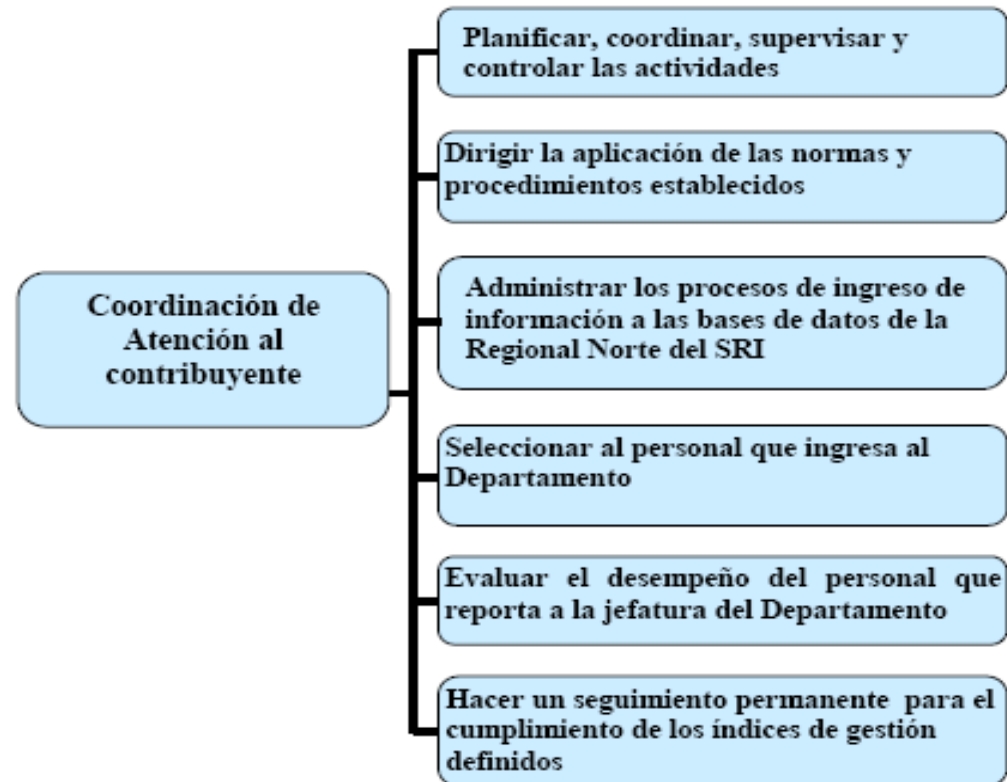 Planificar, coordinar, supervisar y
controlar las actividades
Dirigir la aplicación de las normas y
procedimientos establecidos
Coordinación de
Atención al
contribuyente
Administrar los procesos de ingreso de
información a las bases de datos de la
Regional Norte del SRI
Seleccionar al personal que ingresa al
Departamento
Evaluar el desempeño del personal que
reporta a la jefatura del Departamento
Hacer un seguimiento permanente para el
cumplimiento de los índices de gestión
definidos